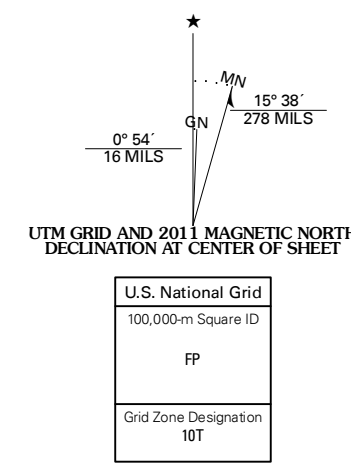 ★
MN
15° 38´
GN
278 MILS
0° 54´
16 MILS
UTM GRID AND 2011 MAGNETIC NORTH
DECLINATION AT CENTER OF SHEET
U.S. National Grid
100,000-m Square ID
FP
Grid Zone Designation
10T